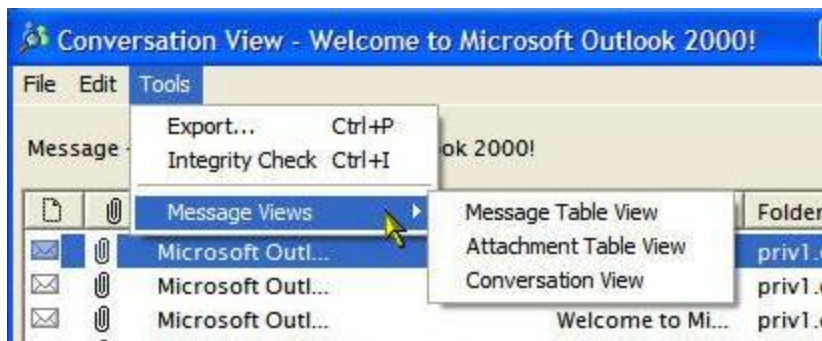 Conversation View - Welcome to Microsoft Outlook 2000!
File Edit Tools
Message - ok 2000!
Export... Ctrl+P
Integrity Check Ctrl+I
Message Views
Message Table View
Attachment Table View
Conversation View
Folder
Microsoft Outl... priv1.
Microsoft Outl... priv1.
Microsoft Outl... Welcome to Mi... priv1.